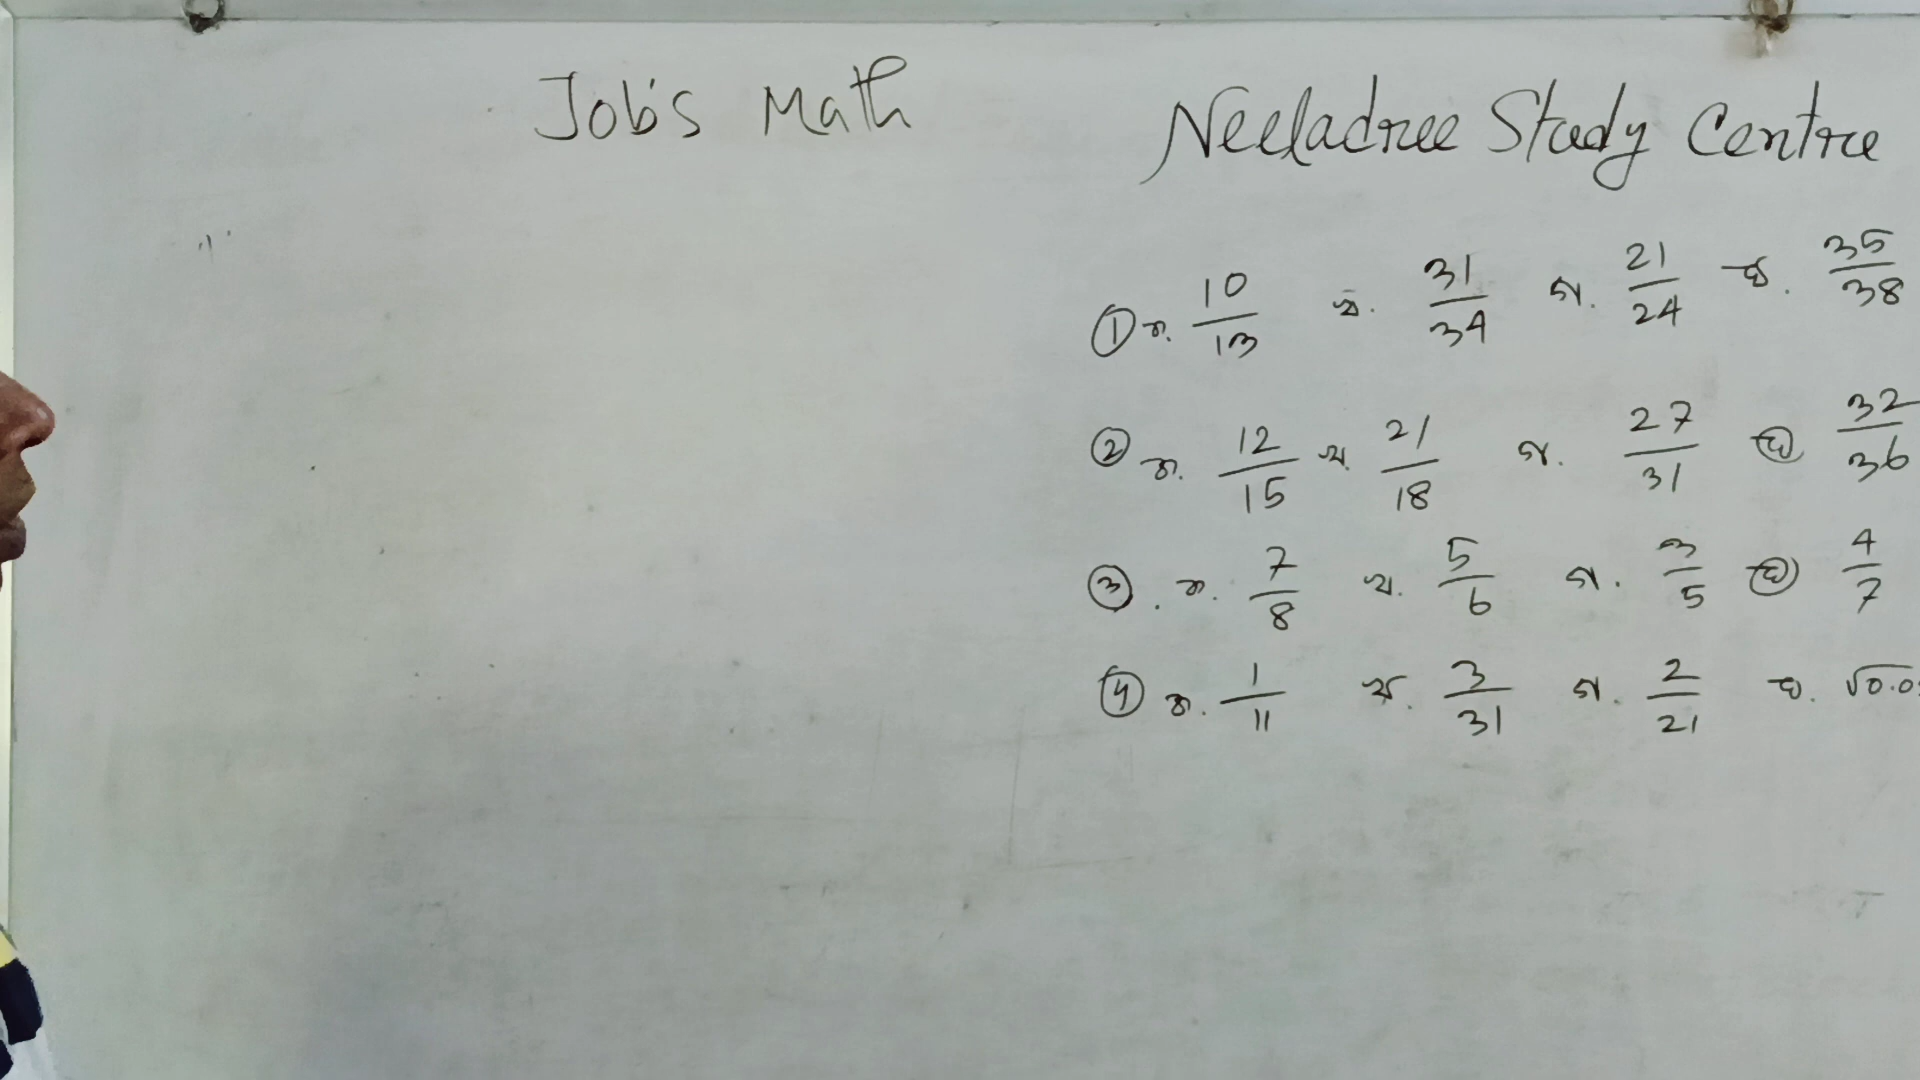 Job's Math
Neeladree Study Centre
① ক. 10/13 খ. 31/34 গ. 21/24 ঘ. 35/38
② ক. 12/15 খ. 21/18 গ. 27/31 ঘ 32/36
③. ক. 7/8 খ. 5/6 গ. 3/5 ঘ 4/7
④ ক. 1/11 খ. 3/31 গ. 2/21 ঘ. √0.0